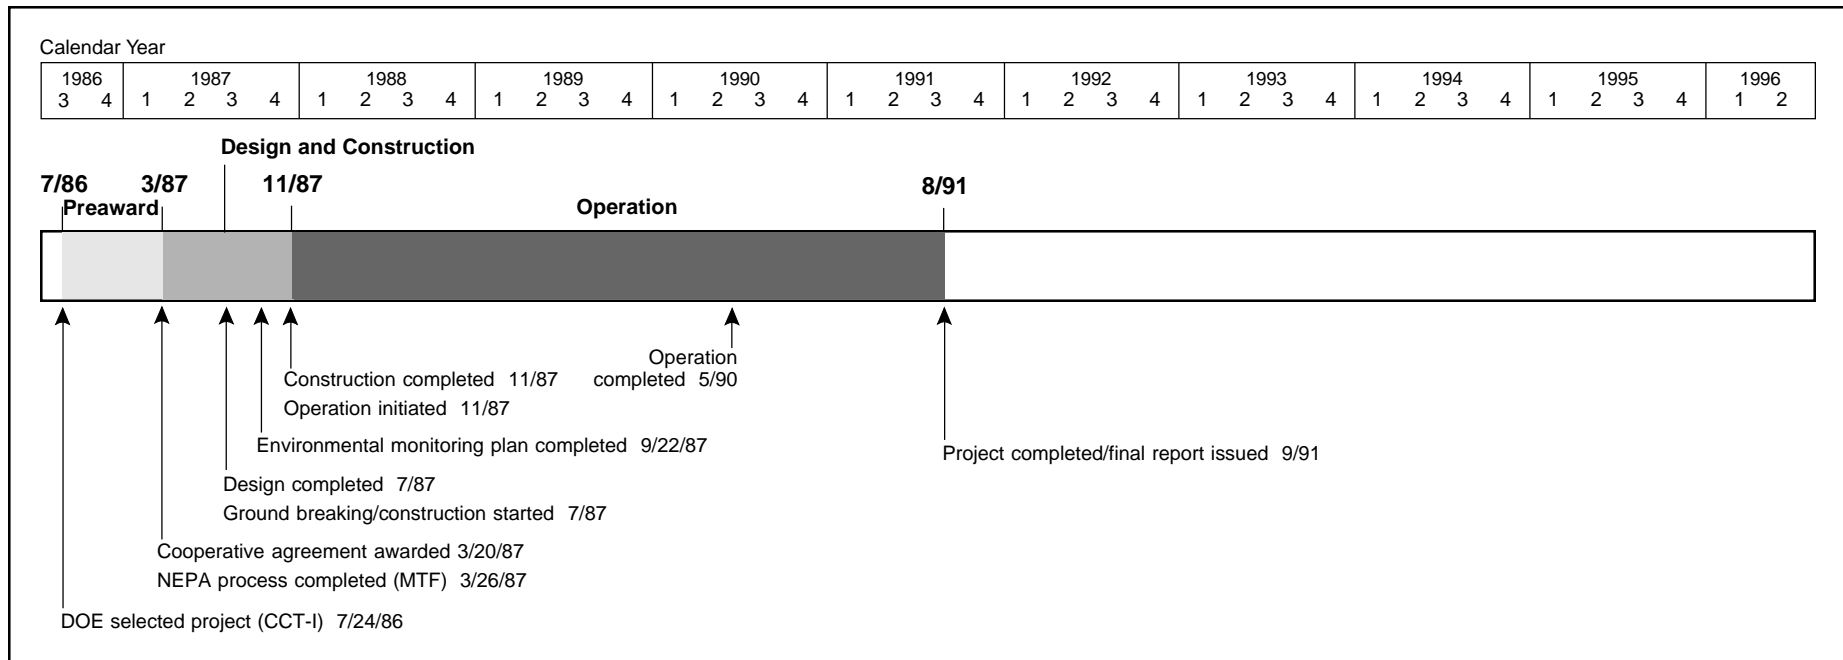 Calendar Year
1986 1987 1988 1989 1990 1991 1992 1993 1994 1995 1996
3 4 1 2 3 4 1 2 3 4 1 2 3 4 1 2 3 4 1 2 3 4 1 2 3 4 1 2 3 4 1 2 3 4 1 2 3 4 1 2
Design and Construction
7/86 3/87 11/87 8/91
Preaward Operation
Operation
Construction completed 11/87 completed 5/90
Operation initiated 11/87
Environmental monitoring plan completed 9/22/87
Project completed/final report issued 9/91
Design completed 7/87
Ground breaking/construction started 7/87
Cooperative agreement awarded 3/20/87
NEPA process completed (MTF) 3/26/87
DOE selected project (CCT-I) 7/24/86